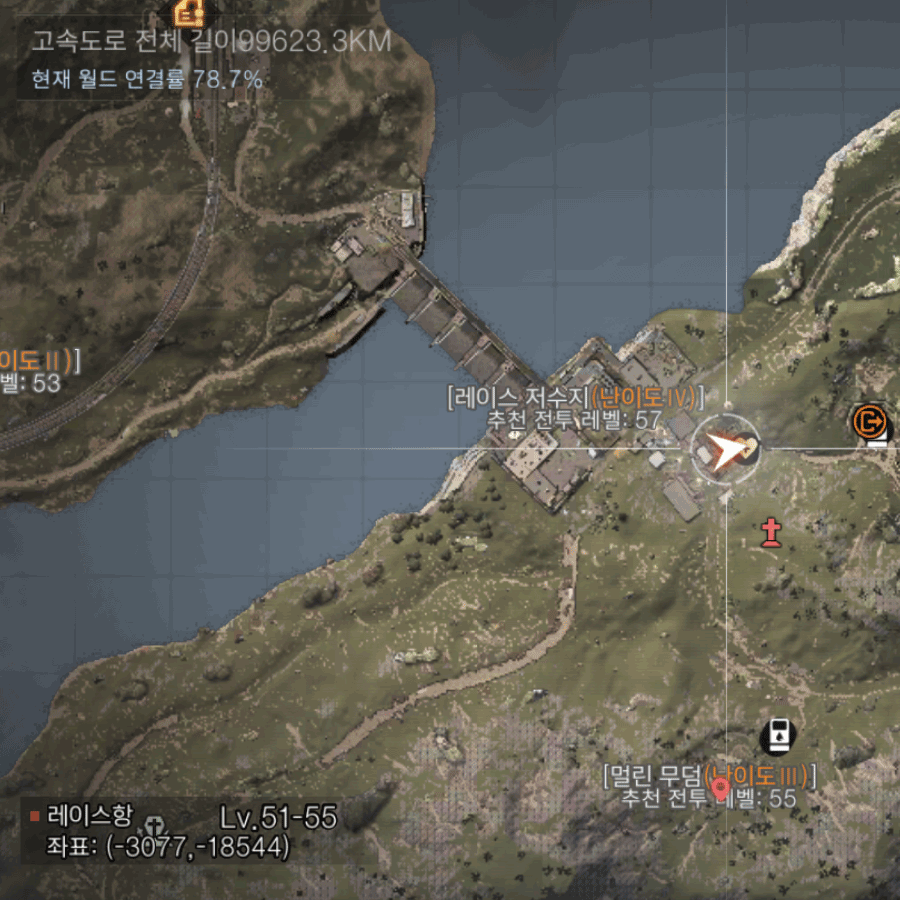 고속도로 전체 길이99623.3KM
현재 월드 연결률 78.7%
이도Ⅱ)]
벨: 53
[레이스 저수지(난이도Ⅳ)]
추천 전투 레벨: 57
[멀린 무덤(난이도Ⅲ)]
추천 전투 레벨: 55
레이스항 Lv.51-55
좌표: (-3077,-18544)